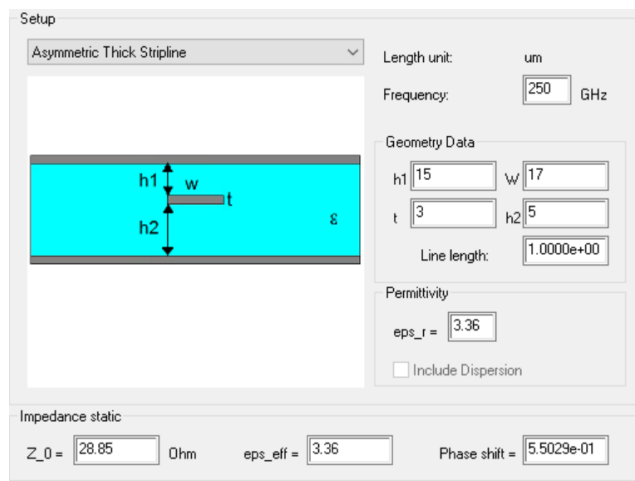 Setup
Asymmetric Thick Stripline
Length unit: um
Frequency: 250 GHz
Geometry Data
h1 15 W 17
t 3 h2 5
Line length: 1.0000e+00
h1 w t
h2 ε
Permittivity
eps_r = 3.36
Include Dispersion
Impedance static
Z_0 = 28.85 Ohm eps_eff = 3.36 Phase shift = 5.5029e-01